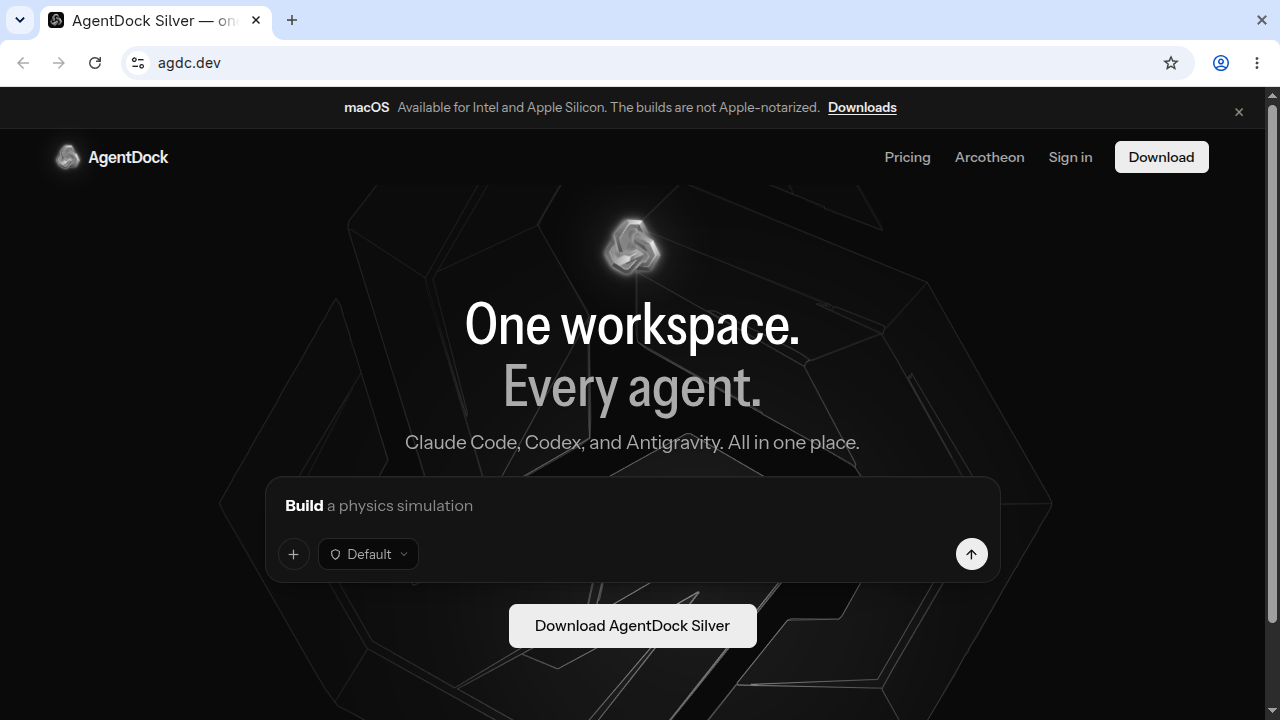 AgentDock Silver — one
agdc.dev
macOS Available for Intel and Apple Silicon. The builds are not Apple-notarized. Downloads
AgentDock
Pricing
Arcotheon
Sign in
Download
One workspace.
Every agent.
Claude Code, Codex, and Antigravity. All in one place.
Build a physics simulation
Default
Download AgentDock Silver